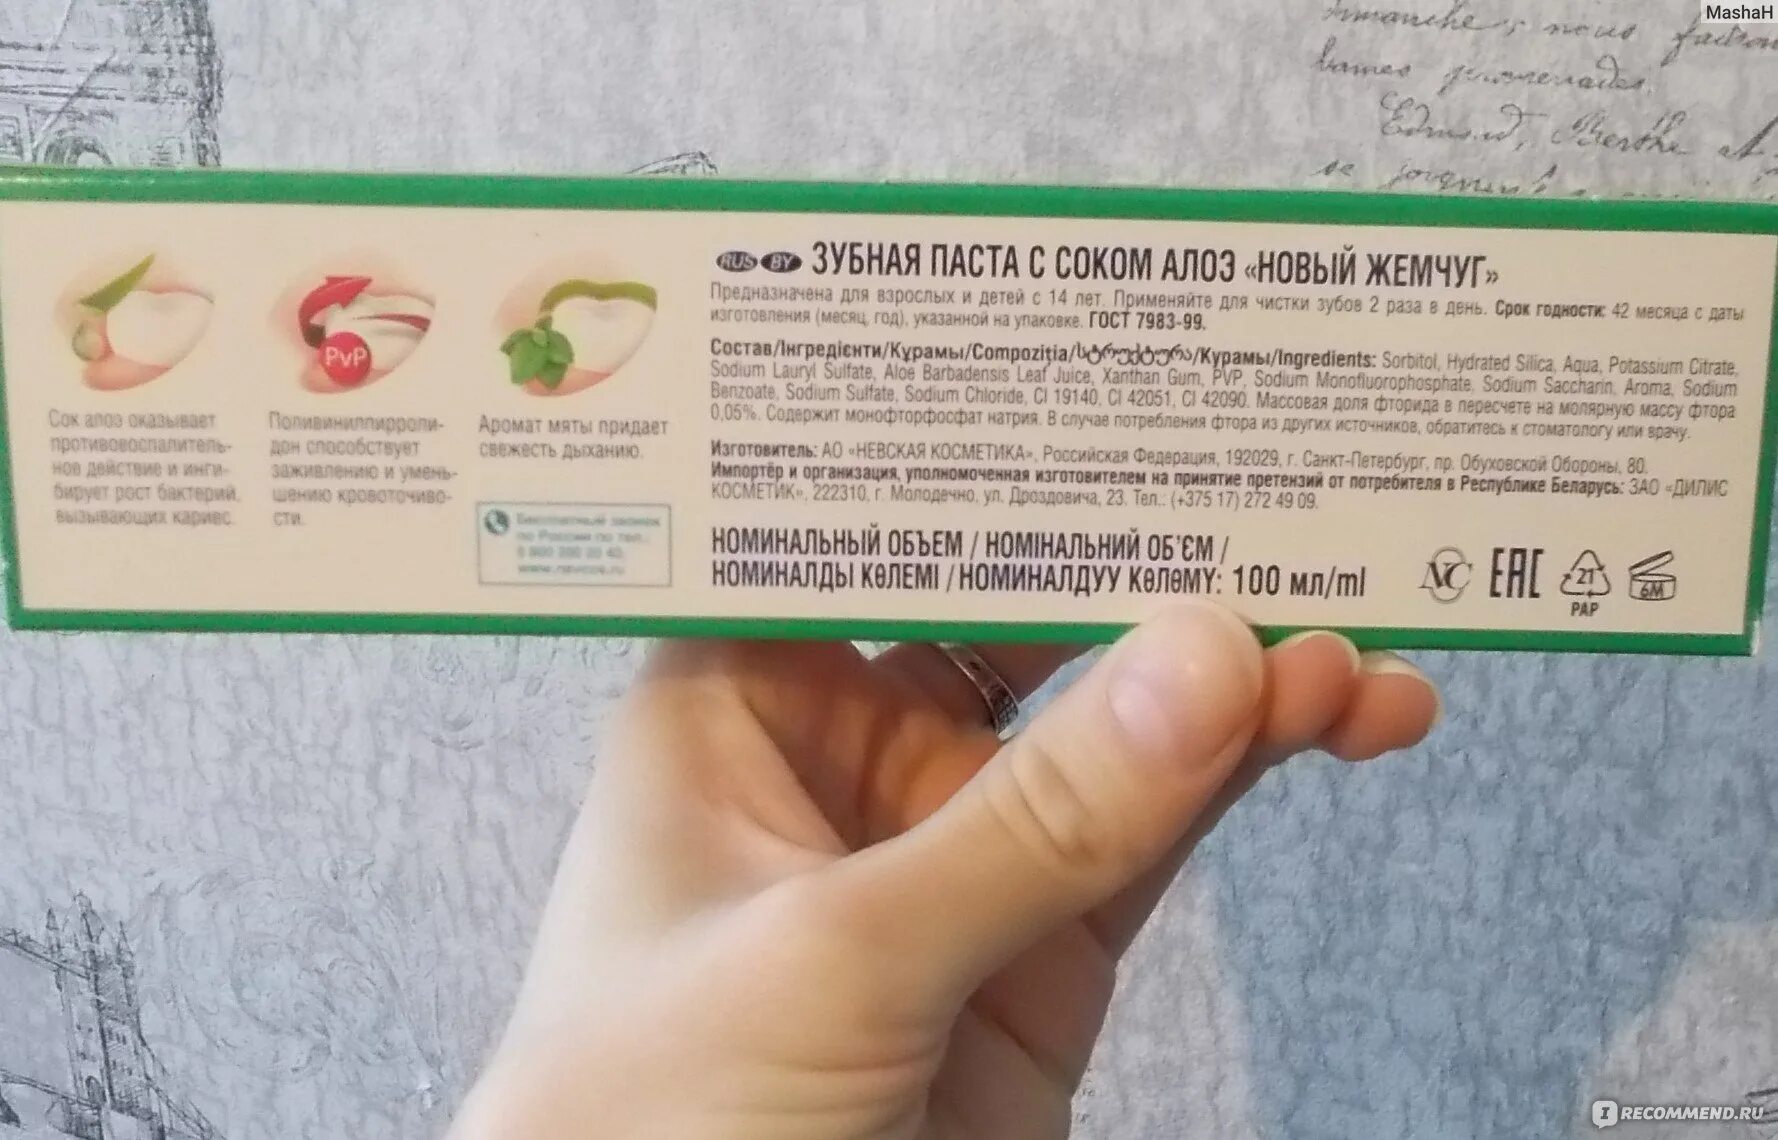 MashaH
Edmond, Berthe et
Сок алоэ оказывает
противовоспалитель-
ное действие и инги-
бирует рост бактерий,
вызывающих кариес.
PvP
Поливинилпирроли-
дон способствует
заживлению и умень-
шению кровоточиво-
сти.
Аромат мяты придает
свежесть дыханию.
Бесплатный звонок
по России по тел.:
RUS BY ЗУБНАЯ ПАСТА С СОКОМ АЛОЭ «НОВЫЙ ЖЕМЧУГ»
Предназначена для взрослых и детей с 14 лет. Применяйте для чистки зубов 2 раза в день. Срок годности: 42 месяца с даты
изготовления (месяц, год), указанной на упаковке. ГОСТ 7983-99.
Состав/Інгредієнти/Құрамы/Compoziția/სტრუქტურა/Курамы/Ingredients: Sorbitol, Hydrated Silica, Aqua, Potassium Citrate,
Sodium Lauryl Sulfate, Aloe Barbadensis Leaf Juice, Xanthan Gum, PVP, Sodium Monofluorophosphate, Sodium Saccharin, Aroma, Sodium
Benzoate, Sodium Sulfate, Sodium Chloride, CI 19140, CI 42051, CI 42090. Массовая доля фторида в пересчете на молярную массу фтора
0,05%. Содержит монофторфосфат натрия. В случае потребления фтора из других источников, обратитесь к стоматологу или врачу.
Изготовитель: АО «НЕВСКАЯ КОСМЕТИКА», Российская Федерация, 192029, г. Санкт-Петербург, пр. Обуховской Обороны, 80.
Импортёр и организация, уполномоченная изготовителем на принятие претензий от потребителя в Республике Беларусь: ЗАО «ДИЛИС
КОСМЕТИК», 222310, г. Молодечно, ул. Дроздовича, 23. Тел.: (+375 17) 272 49 09.
НОМИНАЛЬНЫЙ ОБЪЕМ / НОМІНАЛЬНИЙ ОБ'ЄМ /
НОМИНАЛДЫ КӨЛЕМІ / НОМИНАЛДУУ КӨЛӨМҮ: 100 мл/ml
NC EAC 21 PAP 6M
I RECOMMEND.RU